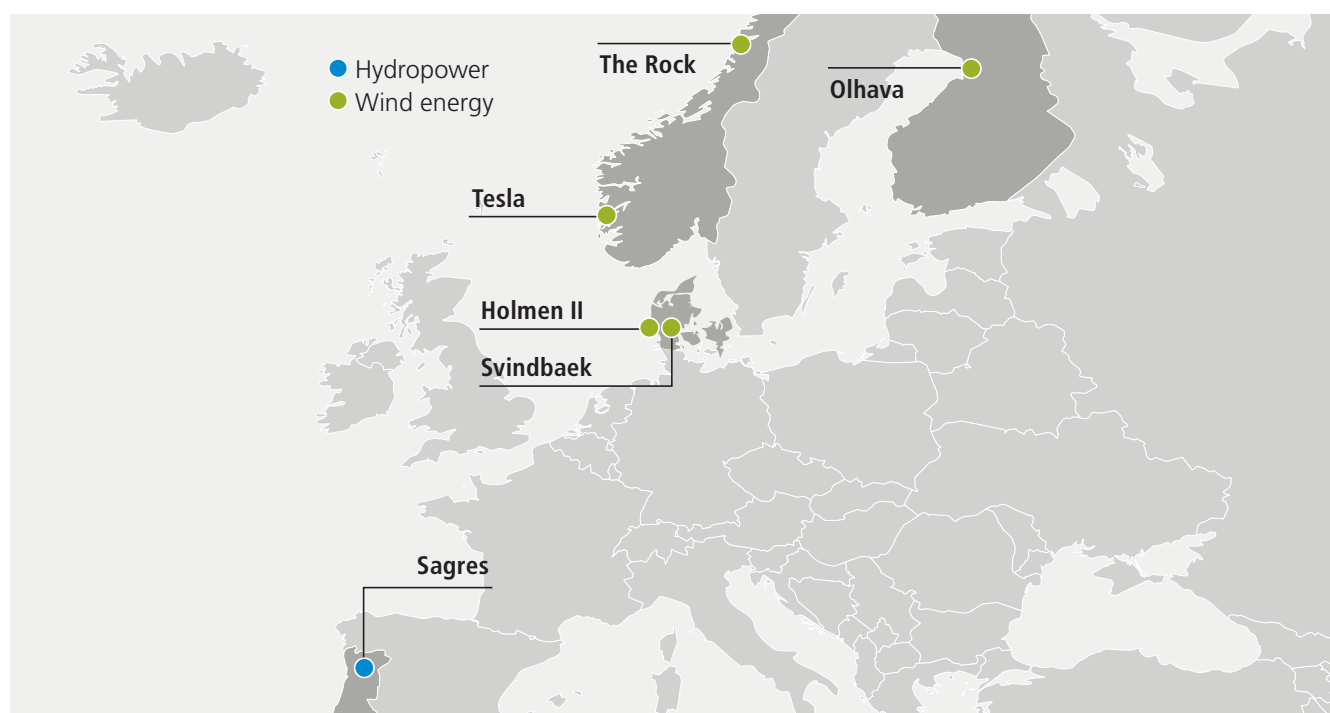 Hydropower
Wind energy
The Rock
Olhava
Tesla
Holmen II
Svindbaek
Sagres